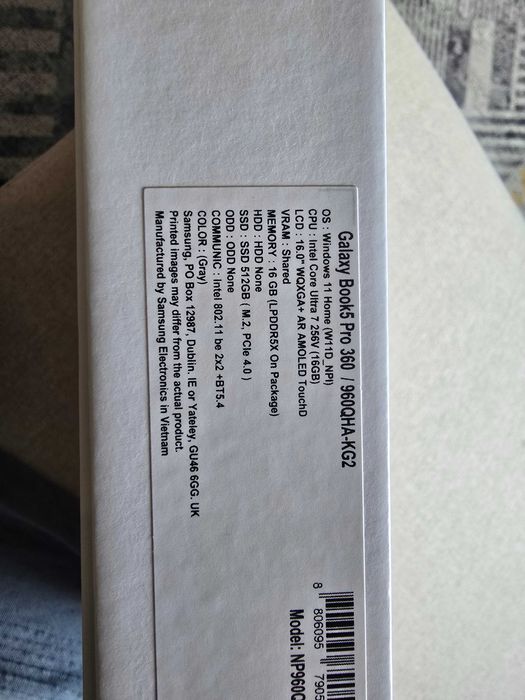 Galaxy Book5 Pro 360 / 960QHA-KG2
OS : Windows 11 Home (W11D_NPI)
CPU : Intel Core Ultra 7 256V (16GB)
LCD : 16.0" WQXGA+ AR AMOLED TouchD
VRAM : Shared
MEMORY : 16 GB (LPDDR5X On Package)
HDD : HDD None
SSD : SSD 512GB ( M.2, PCIe 4.0 )
ODD : ODD None
COMMUNIC : Intel 802.11 be 2x2 +BT5.4
COLOR : (Gray)
Samsung, PO Box 12987, Dublin. IE or Yateley, GU46 6GG. UK
Printed images may differ from the actual product.
Manufactured by Samsung Electronics in Vietnam
8 806095 7905
Model: NP960Q